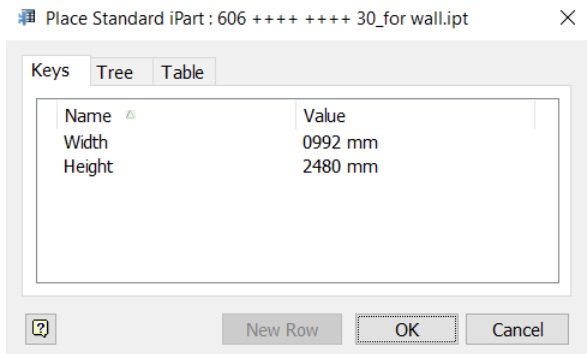 Place Standard iPart : 606 ++++ ++++ 30_for wall.ipt
Keys Tree Table
Name Value
Width 0992 mm
Height 2480 mm
New Row OK Cancel